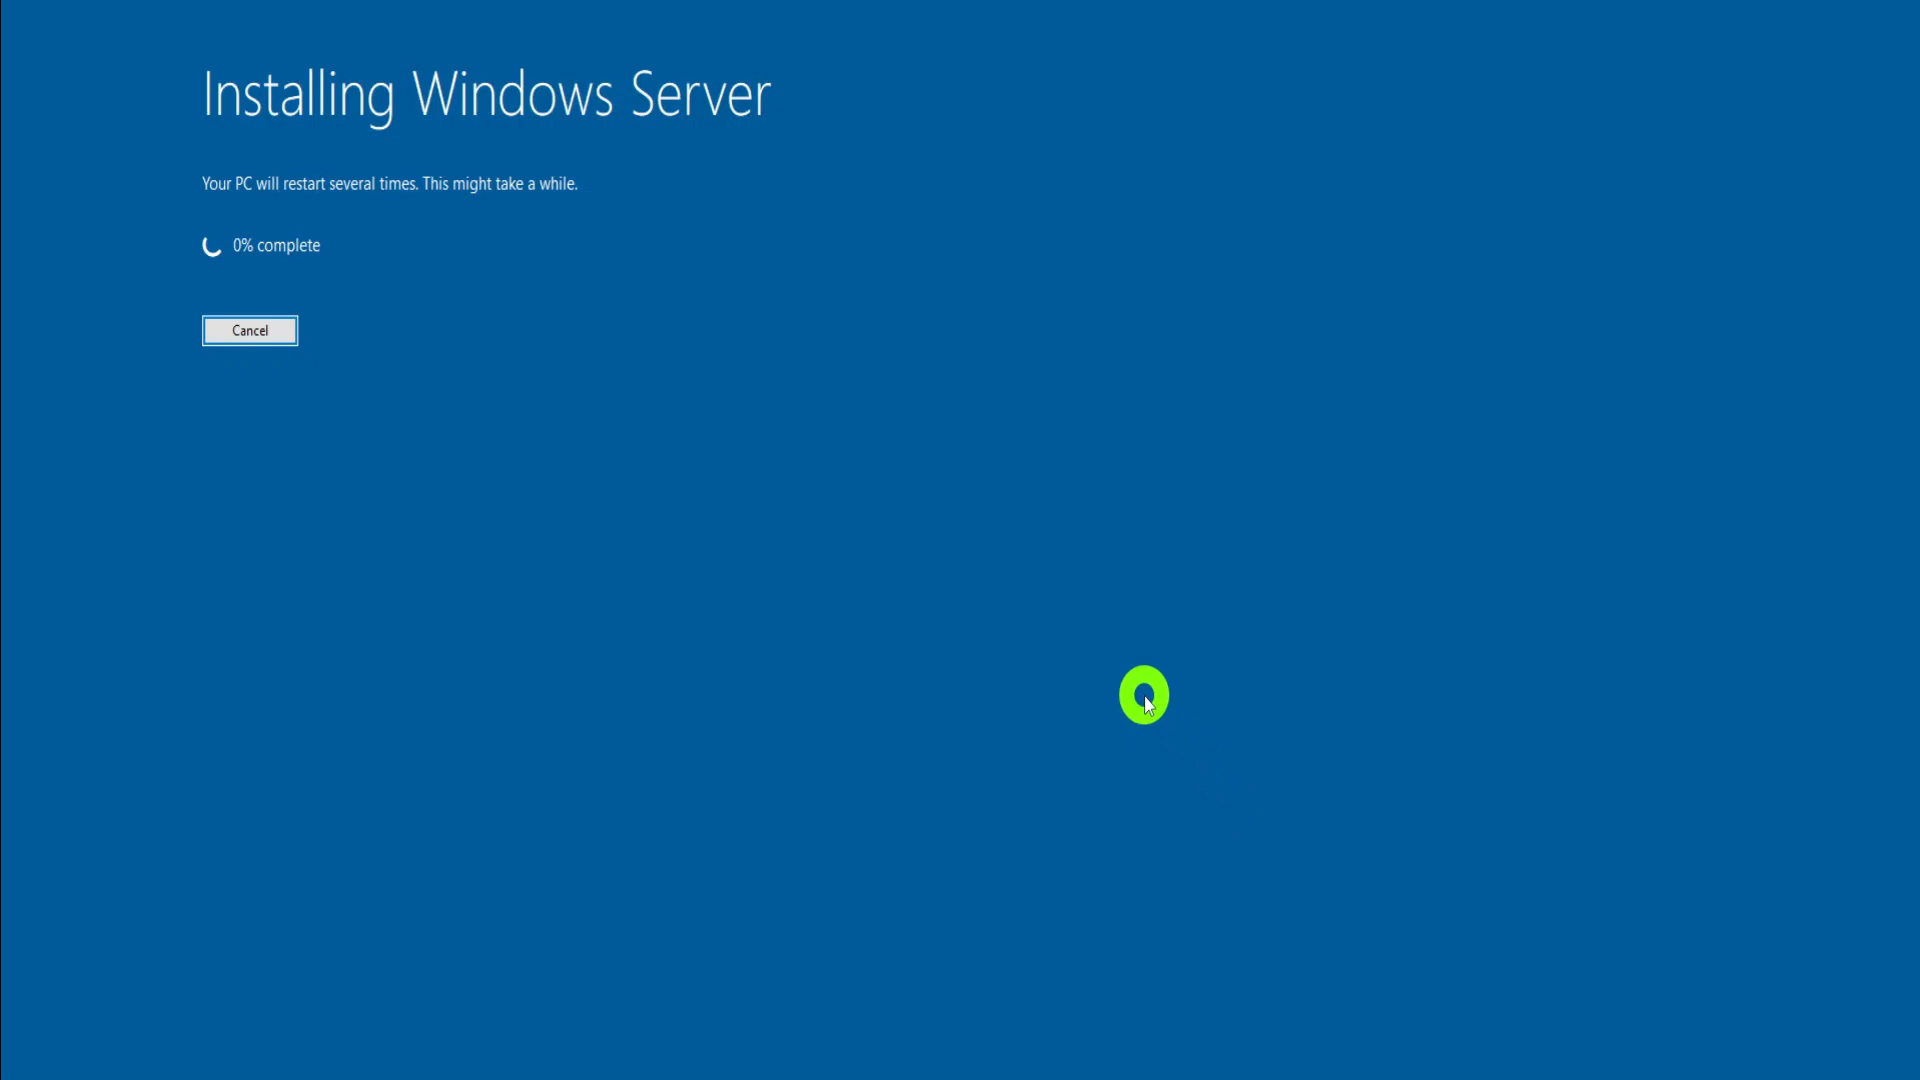 Installing Windows Server
Your PC will restart several times. This might take a while.
0% complete
Cancel